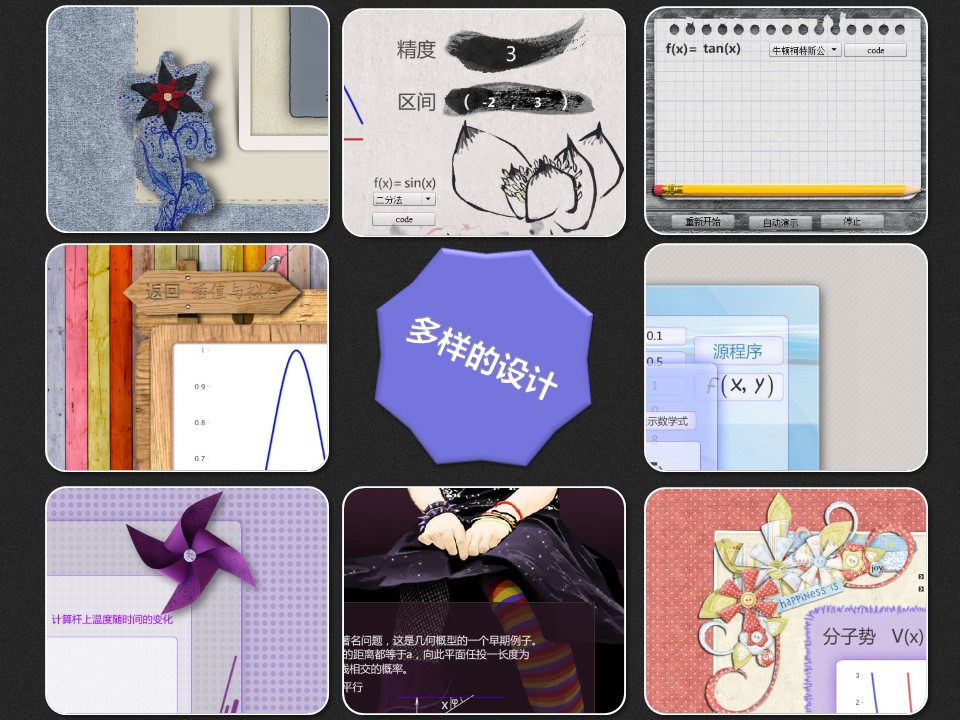 精度
3
区间
( -2 , 3 )
f(x)= sin(x)
二分法
code
f(x)= tan(x)
牛顿柯特斯公
code
重新开始
自动演示
停止
返回 插值与拟合
1
0.9
0.8
0.7
多样的设计
0.1
0.5
1
0
8
源程序
f(x, y)
示数学式
计算杆上温度随时间的变化
著名问题，这是几何概型的一个早期例子。
的距离都等于a，向此平面任投一长度为
线相交的概率。
平行
x φ
joy
happiness is
分子势 V(x)
3
2